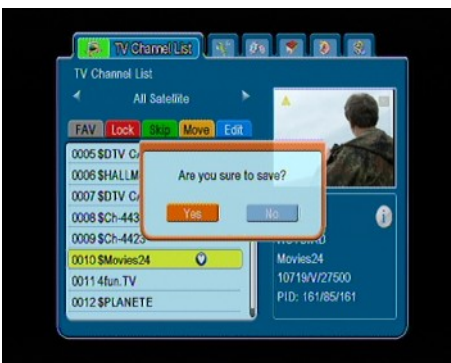 TV Channel List
TV Channel List
All Satellite
FAV Lock Skip Move Edit
0005 $DTV
0006 $HALLM
0007 $DTV
0008 $Ch-443
0009 $Ch-4423
0010 $Movies24
0011 4fun.TV
0012 $PLANETE
Are you sure to save?
Yes No
Movies24
10719/V/27500
PID: 161/85/161